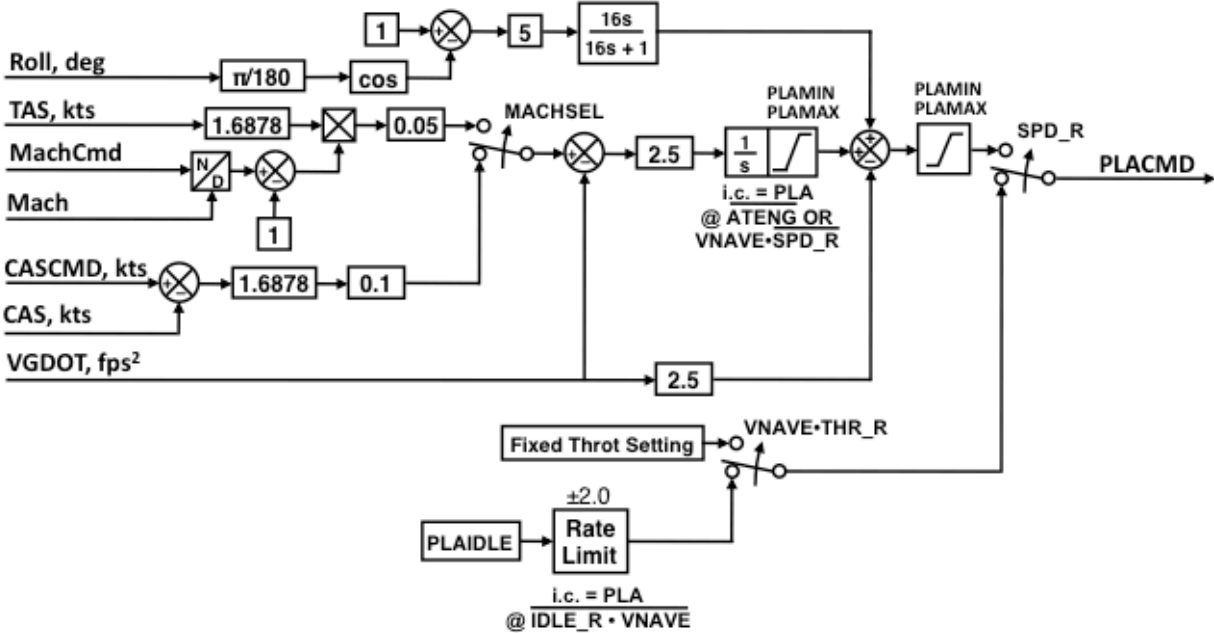 1
5
16s
16s + 1
Roll, deg
π/180
cos
PLAMIN
PLAMAX
PLAMIN
PLAMAX
TAS, kts
1.6878
0.05
MACHSEL
SPD_R
MachCmd
N
D
2.5
1
s
PLACMD
Mach
i.c. = PLA
@ ATENG OR
VNAVE•SPD_R
1
CASCMD, kts
1.6878
0.1
CAS, kts
VGDOT, fps²
2.5
VNAVE•THR_R
Fixed Throt Setting
±2.0
PLAIDLE
Rate
Limit
i.c. = PLA
@ IDLE_R • VNAVE